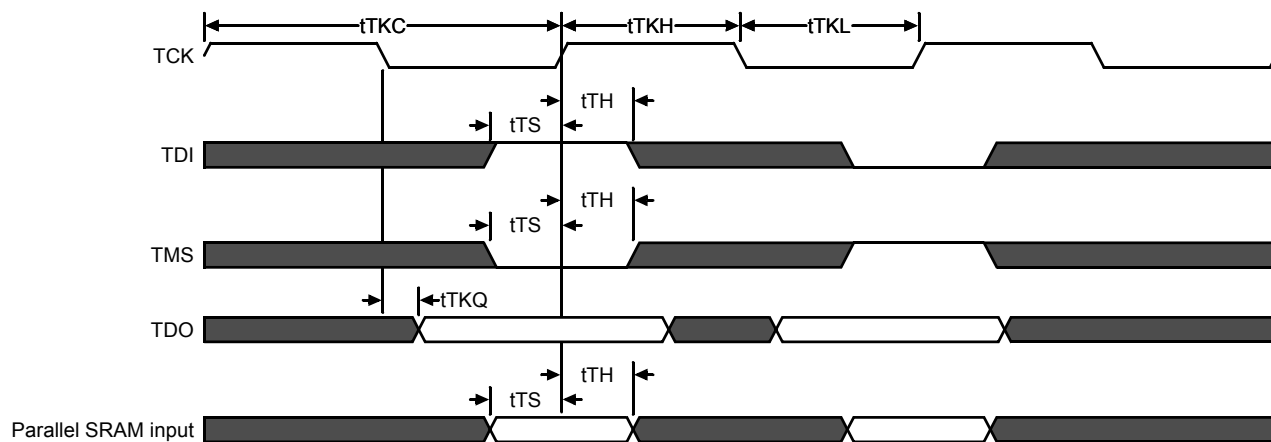 tTKC
tTKH
tTKL
TCK
tTH
tTS
TDI
tTH
tTS
TMS
tTKQ
TDO
tTH
tTS
Parallel SRAM input